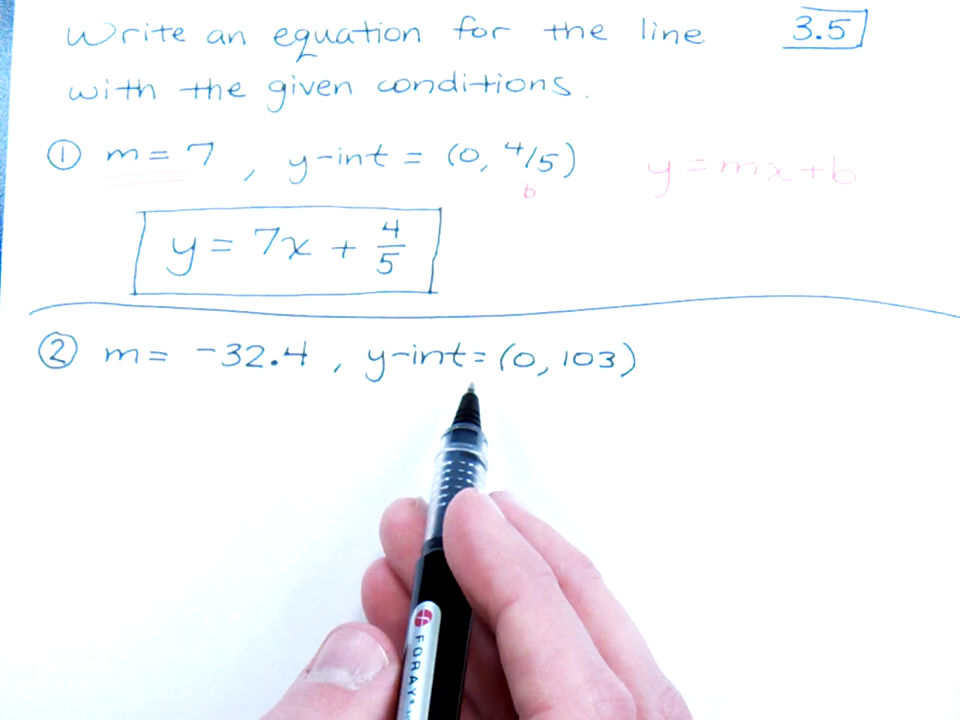 Write an equation for the line 3.5
with the given conditions.
① m = 7 , y-int = (0, 4/5) y = mx + b
b
y = 7x + 4/5
② m = -32.4 , y-int = (0, 103)
FORAY